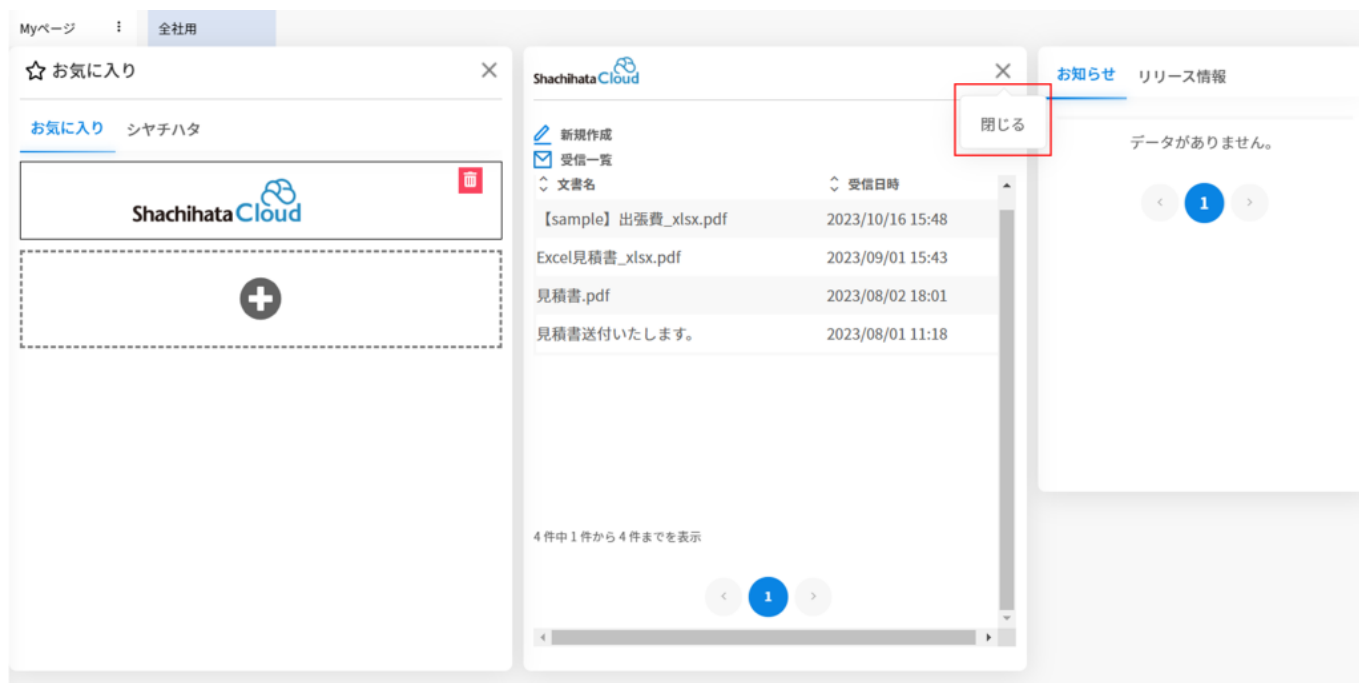 Myページ
全社用
お気に入り
お気に入り シヤチハタ
Shachihata Cloud
Shachihata Cloud
閉じる
新規作成
受信一覧
文書名 受信日時
【sample】出張費_xlsx.pdf 2023/10/16 15:48
Excel見積書_xlsx.pdf 2023/09/01 15:43
見積書.pdf 2023/08/02 18:01
見積書送付いたします。 2023/08/01 11:18
4 件中 1 件から 4 件までを表示
1
お知らせ リリース情報
データがありません。
1